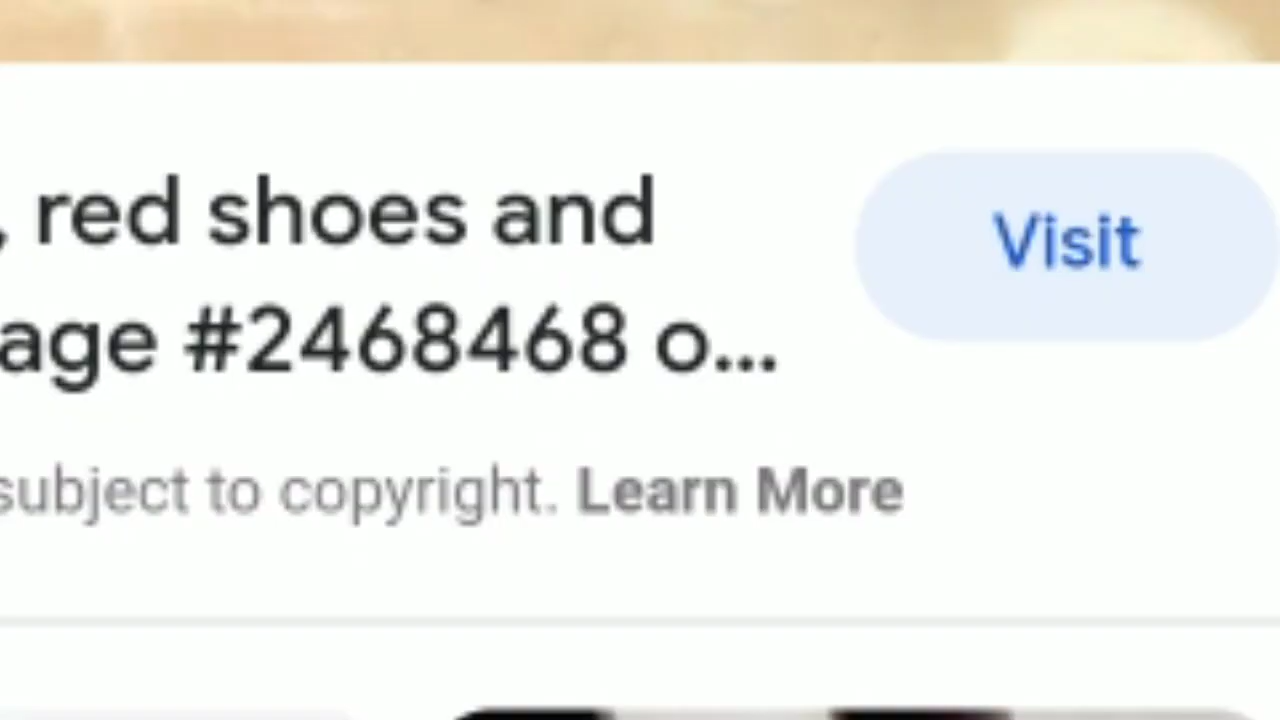 , red shoes and
Visit
age #2468468 o...
subject to copyright. Learn More